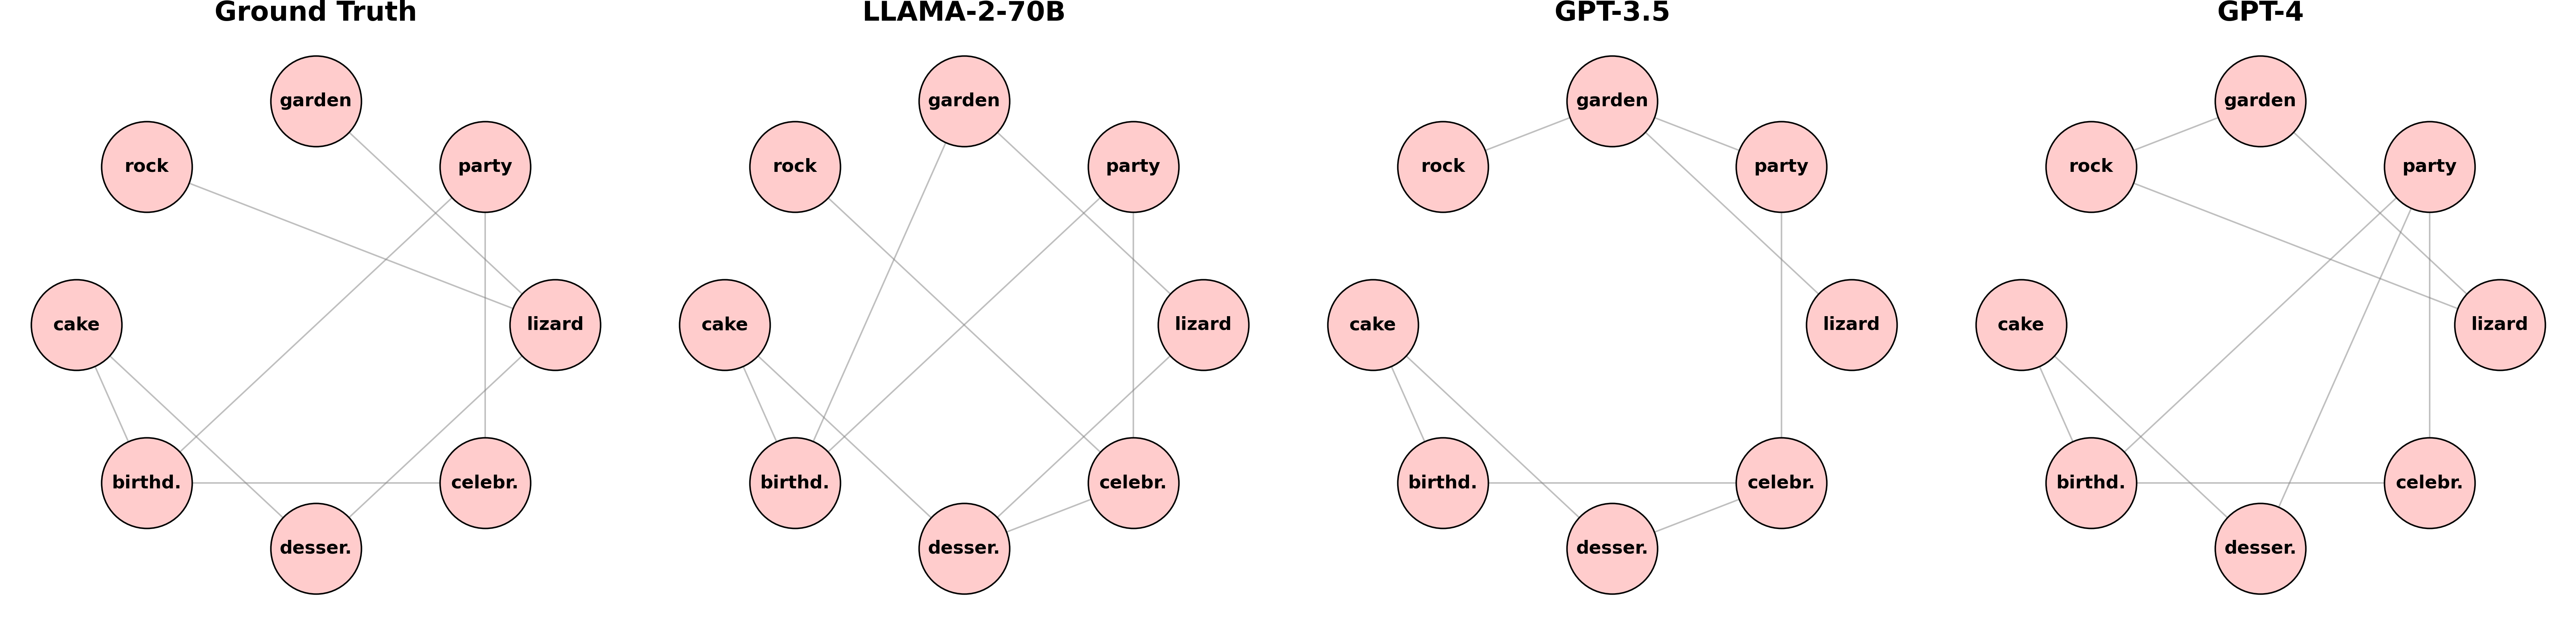 Ground Truth
garden
rock
party
cake
lizard
birthd.
celebr.
desser.
LLAMA-2-70B
garden
rock
party
cake
lizard
birthd.
celebr.
desser.
GPT-3.5
garden
rock
party
cake
lizard
birthd.
celebr.
desser.
GPT-4
garden
rock
party
cake
lizard
birthd.
celebr.
desser.